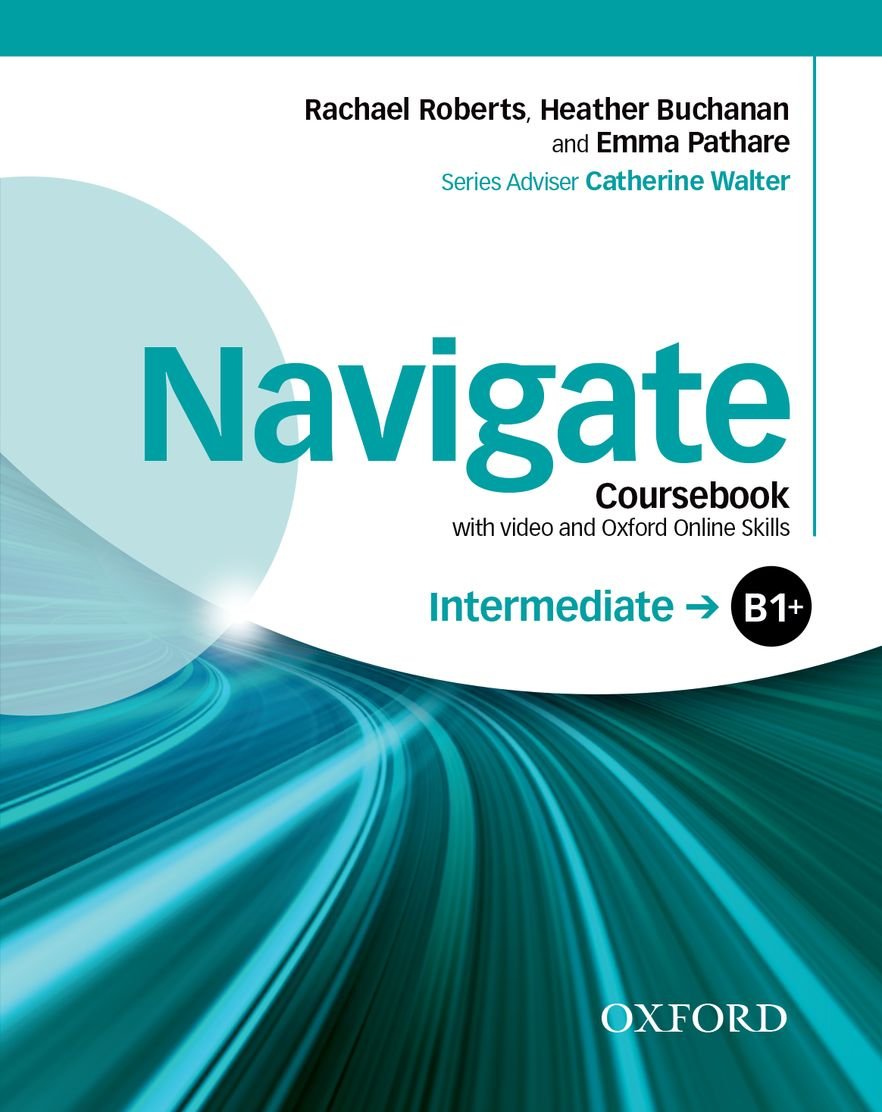 Rachael Roberts, Heather Buchanan
and Emma Pathare
Series Adviser Catherine Walter
Navigate
Coursebook
with video and Oxford Online Skills
Intermediate ➔ B1+
OXFORD